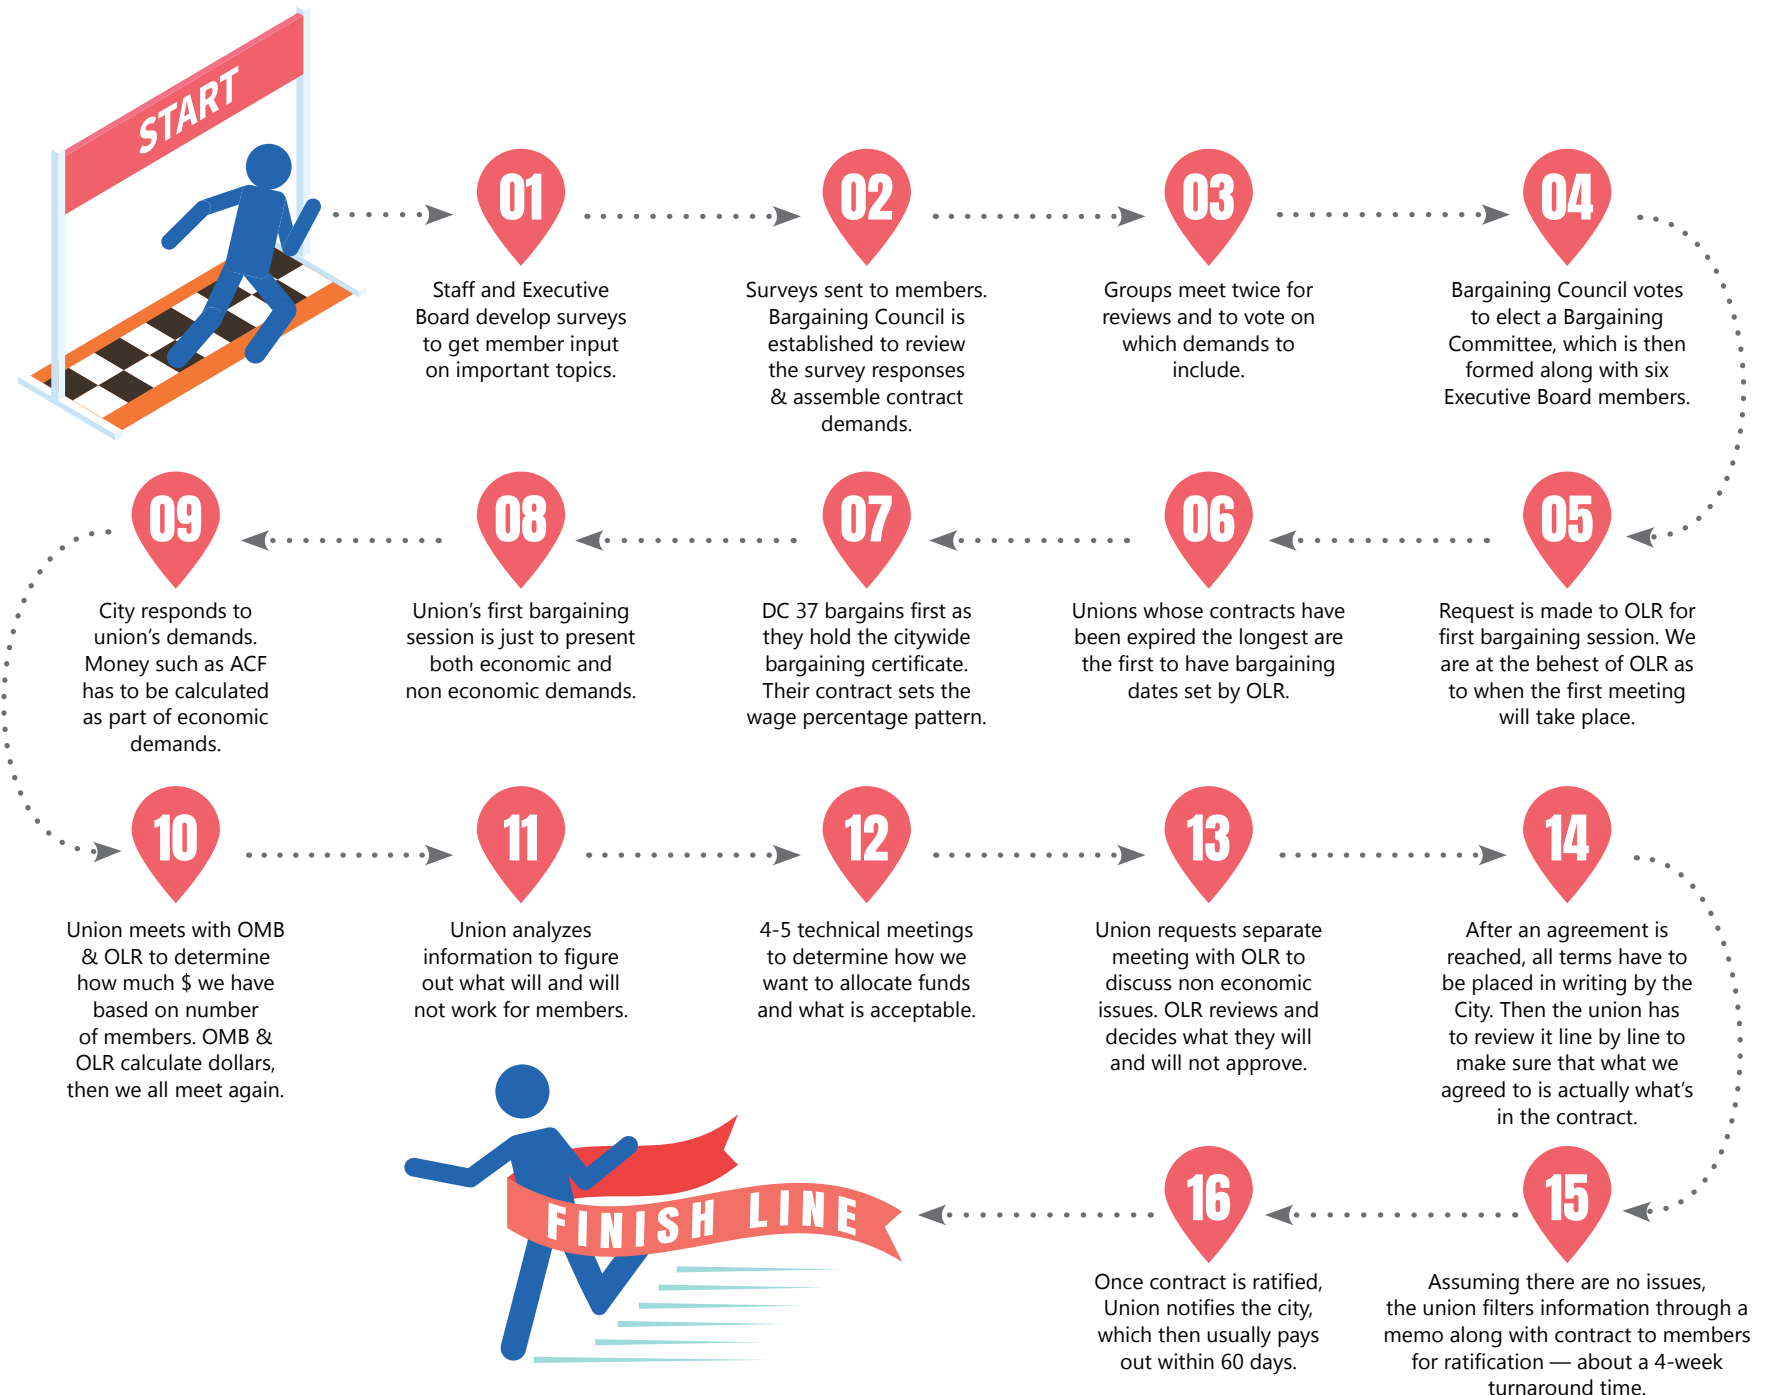 START
01
Staff and Executive
Board develop surveys
to get member input
on important topics.
02
Surveys sent to members.
Bargaining Council is
established to review
the survey responses
& assemble contract
demands.
03
Groups meet twice for
reviews and to vote on
which demands to
include.
04
Bargaining Council votes
to elect a Bargaining
Committee, which is then
formed along with six
Executive Board members.
05
Request is made to OLR for
first bargaining session. We
are at the behest of OLR as
to when the first meeting
will take place.
06
Unions whose contracts have
been expired the longest are
the first to have bargaining
dates set by OLR.
07
DC 37 bargains first as
they hold the citywide
bargaining certificate.
Their contract sets the
wage percentage pattern.
08
Union’s first bargaining
session is just to present
both economic and
non economic demands.
09
City responds to
union’s demands.
Money such as ACF
has to be calculated
as part of economic
demands.
10
Union meets with OMB
& OLR to determine
how much $ we have
based on number
of members. OMB &
OLR calculate dollars,
then we all meet again.
11
Union analyzes
information to figure
out what will and will
not work for members.
12
4-5 technical meetings
to determine how we
want to allocate funds
and what is acceptable.
13
Union requests separate
meeting with OLR to
discuss non economic
issues. OLR reviews and
decides what they will
and will not approve.
14
After an agreement is
reached, all terms have to
be placed in writing by the
City. Then the union has
to review it line by line to
make sure that what we
agreed to is actually what’s
in the contract.
15
Assuming there are no issues,
the union filters information through a
memo along with contract to members
for ratification — about a 4-week
turnaround time.
16
Once contract is ratified,
Union notifies the city,
which then usually pays
out within 60 days.
FINISH LINE